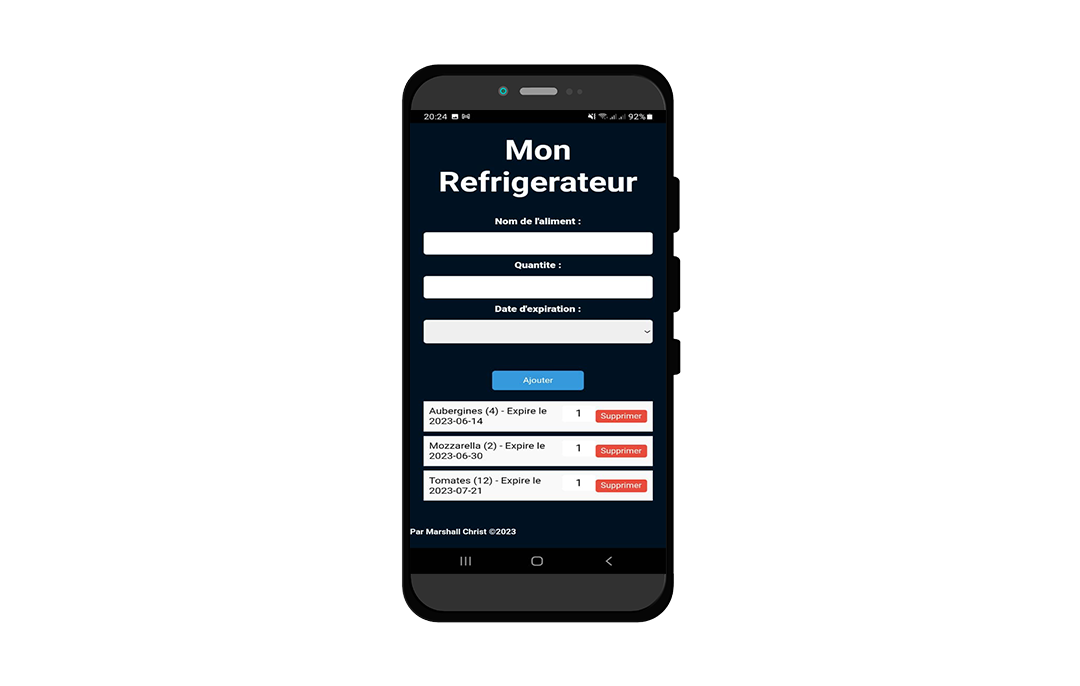 20:24 92%
Mon
Refrigerateur
Nom de l'aliment :
Quantite :
Date d'expiration :
Ajouter
Aubergines (4) - Expire le
2023-06-14
1
Supprimer
Mozzarella (2) - Expire le
2023-06-30
1
Supprimer
Tomates (12) - Expire le
2023-07-21
1
Supprimer
Par Marshall Christ ©2023